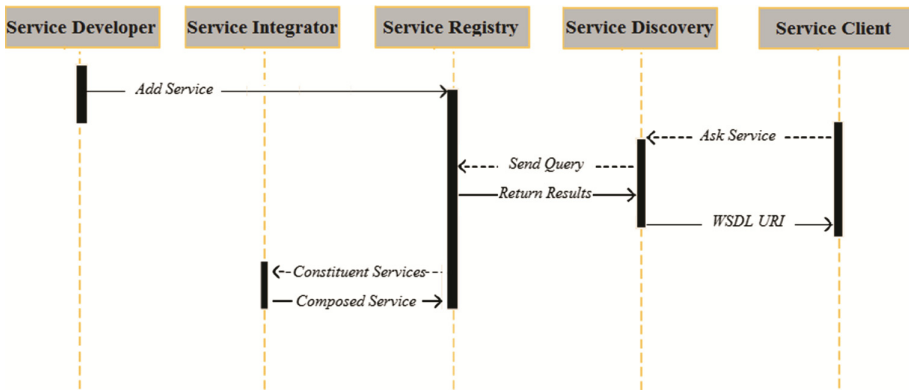 Service Developer
Service Integrator
Service Registry
Service Discovery
Service Client
Add Service
Ask Service
Send Query
Return Results
WSDL URI
Constituent Services
Composed Service